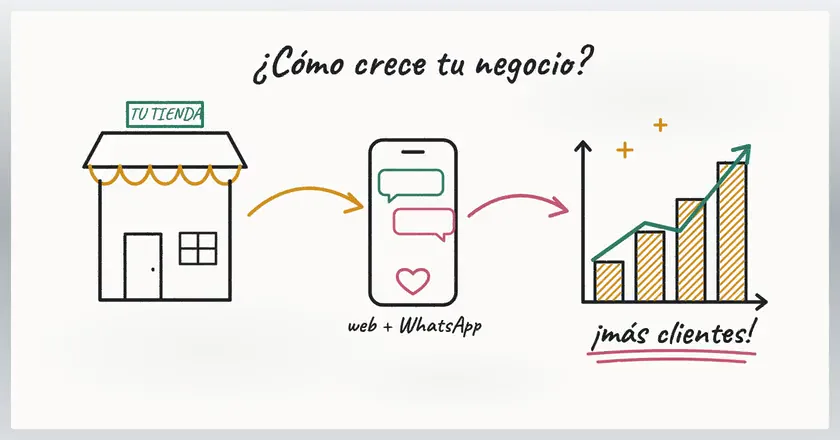 ¿Cómo crece tu negocio?
TU TIENDA
web + WhatsApp
¡más clientes!